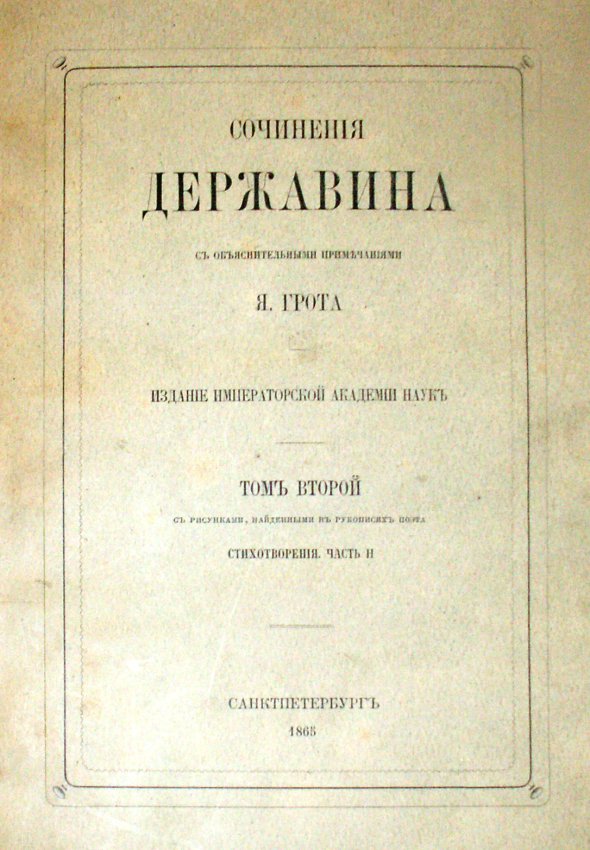 СОЧИНЕНІЯ
ДЕРЖАВИНА
СЪ ОБЪЯСНИТЕЛЬНЫМИ ПРИМѢЧАНІЯМИ
Я. ГРОТА
ИЗДАНІЕ ИМПЕРАТОРСКОЙ АКАДЕМІИ НАУКЪ
ТОМЪ ВТОРОЙ
СЪ РИСУНКАМИ, НАЙДЕННЫМИ ВЪ РУКОПИСЯХЪ ПОЭТА
СТИХОТВОРЕНІЯ. ЧАСТЬ II
САНКТПЕТЕРБУРГЪ
1865